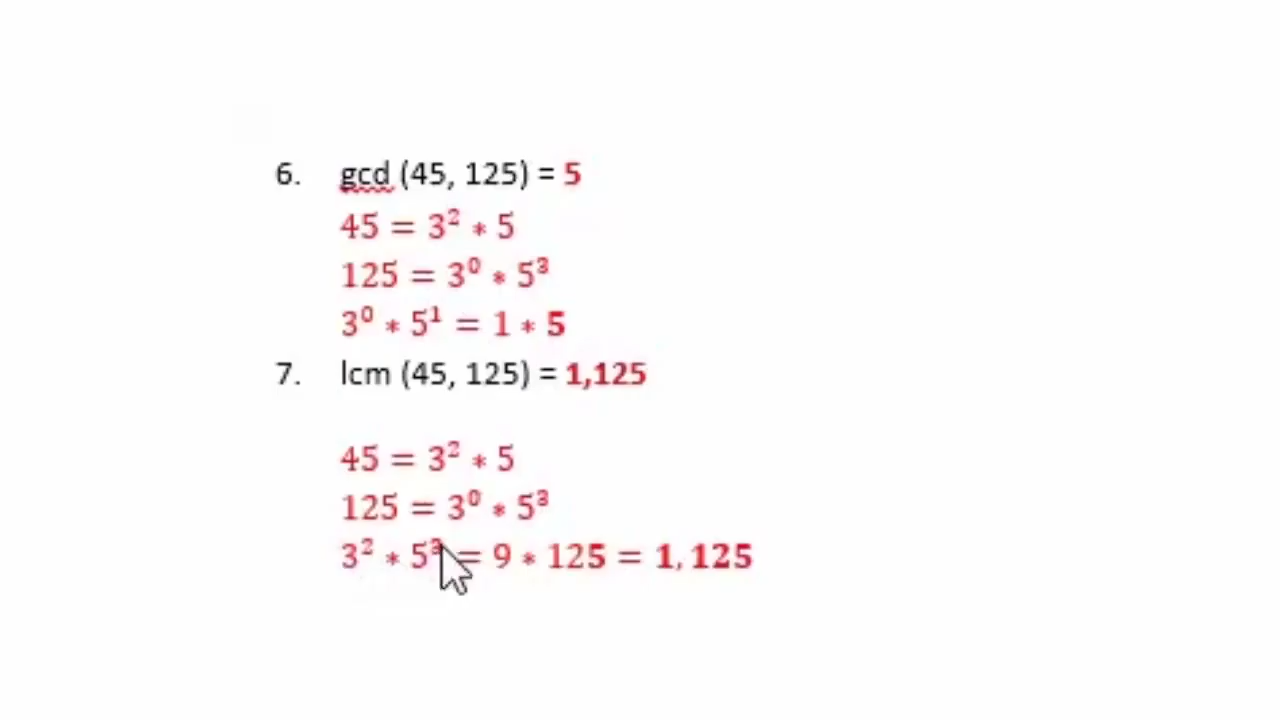 6. gcd (45, 125) = 5
45 = 3² * 5
125 = 3⁰ * 5³
3⁰ * 5¹ = 1 * 5
7. lcm (45, 125) = 1,125
45 = 3² * 5
125 = 3⁰ * 5³
3² * 5³ = 9 * 125 = 1,125